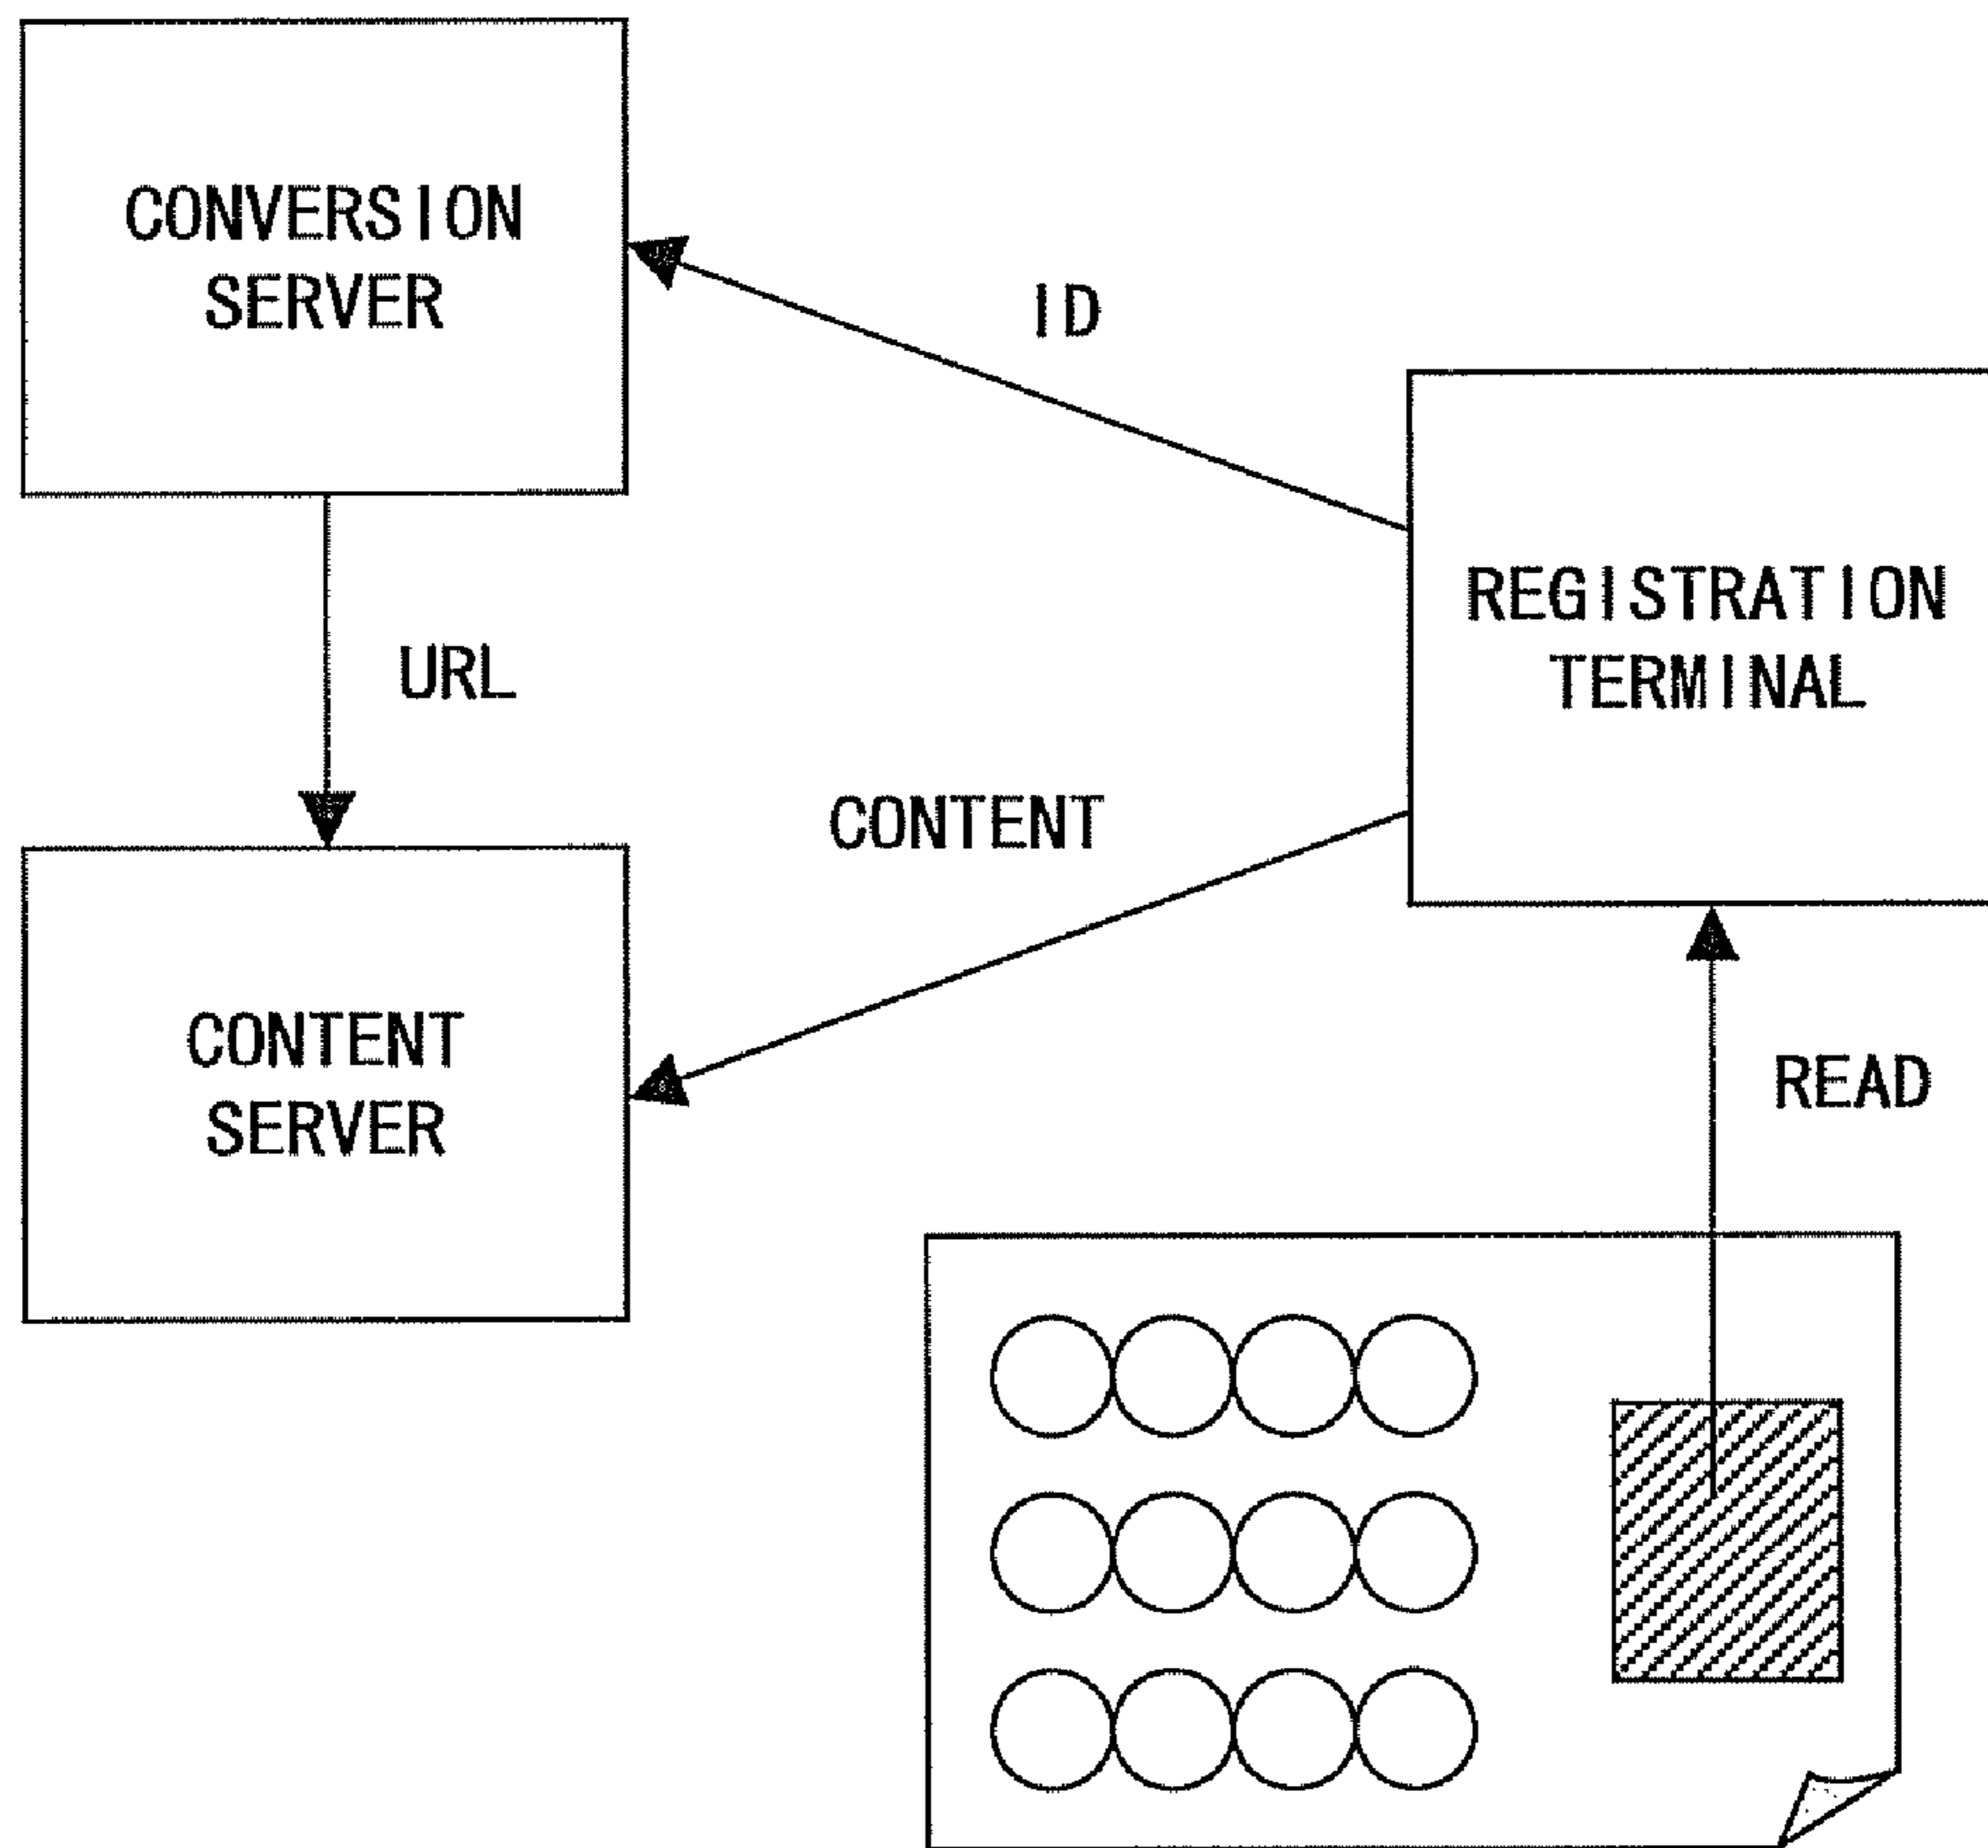 CONVERSION
SERVER
ID
REGISTRATION
TERMINAL
URL
CONTENT
CONTENT
SERVER
READ